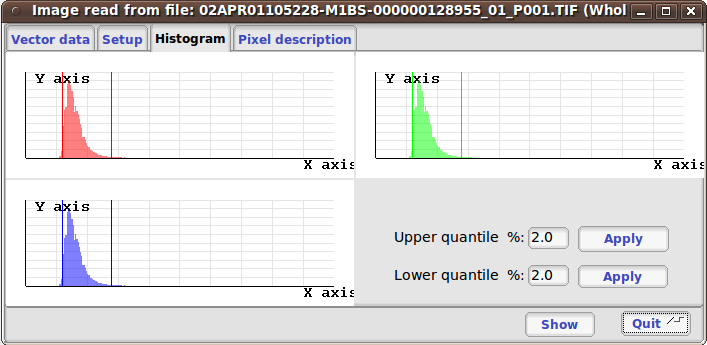 Image read from file: 02APR01105228-M1BS-000000128955_01_P001.TIF (Whol
Vector data Setup Histogram Pixel description
Y axis Y axis
X axis X axis
Y axis
Upper quantile %: 2.0 Apply
Lower quantile %: 2.0 Apply
X axis
Show Quit